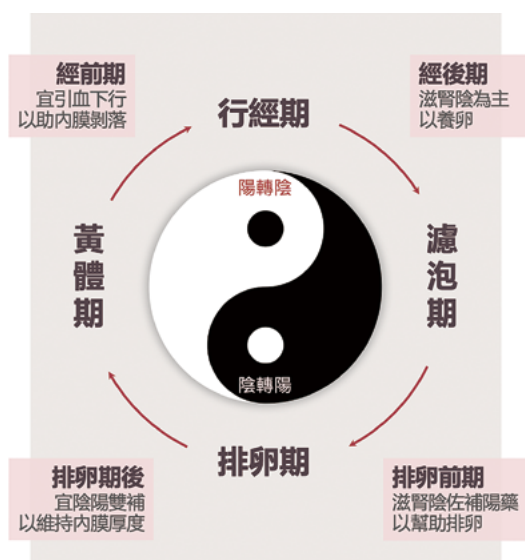 經前期
宜引血下行
以助內膜剝落
行經期
經後期
滋腎陰為主
以養卵
陽轉陰
黃體期
濾泡期
陰轉陽
排卵期
排卵期後
宜陰陽雙補
以維持內膜厚度
排卵前期
滋腎陰佐補陽藥
以幫助排卵